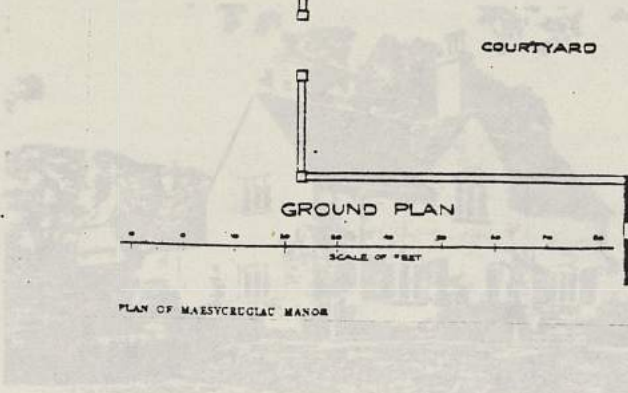 COURTYARD
GROUND PLAN
SCALE OF FEET
PLAN OF MAESYCRUGIAU MANOR